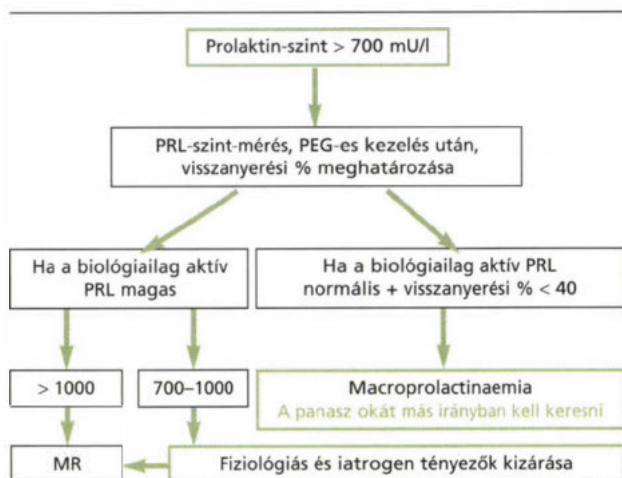 Prolaktin-szint > 700 mU/l
PRL-szint-mérés, PEG-es kezelés után,
visszanyerési % meghatározása
Ha a biológiailag aktív
PRL magas
Ha a biológiailag aktív PRL
normális + visszanyerési % < 40
> 1000
700–1000
Macroprolactinaemia
A panasz okát más irányban kell keresni
MR
Fiziológiás és iatrogen tényezők kizárása